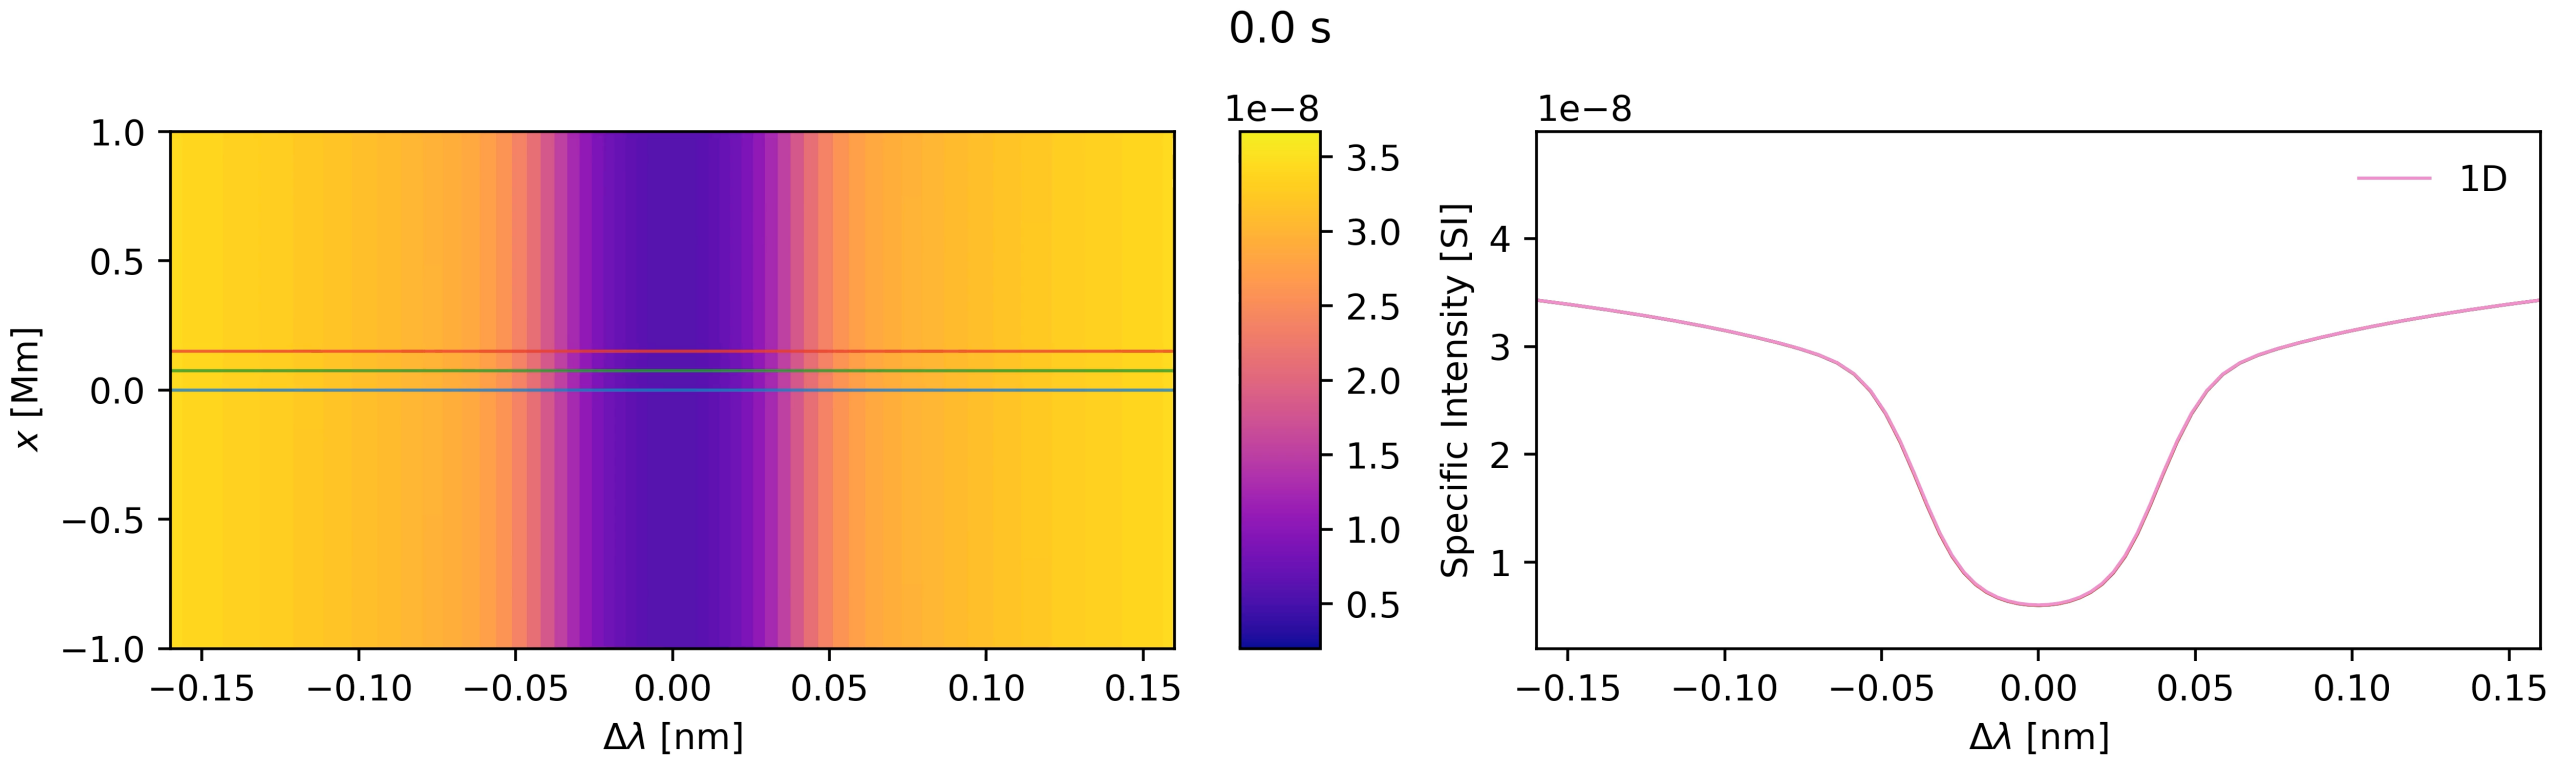 0.0 s
1e−8
1e−8
1.0
0.5
0.0
−0.5
−1.0
x [Mm]
−0.15 −0.10 −0.05 0.00 0.05 0.10 0.15
Δλ [nm]
3.5
3.0
2.5
2.0
1.5
1.0
0.5
1D
4
3
2
1
Specific Intensity [SI]
−0.15 −0.10 −0.05 0.00 0.05 0.10 0.15
Δλ [nm]